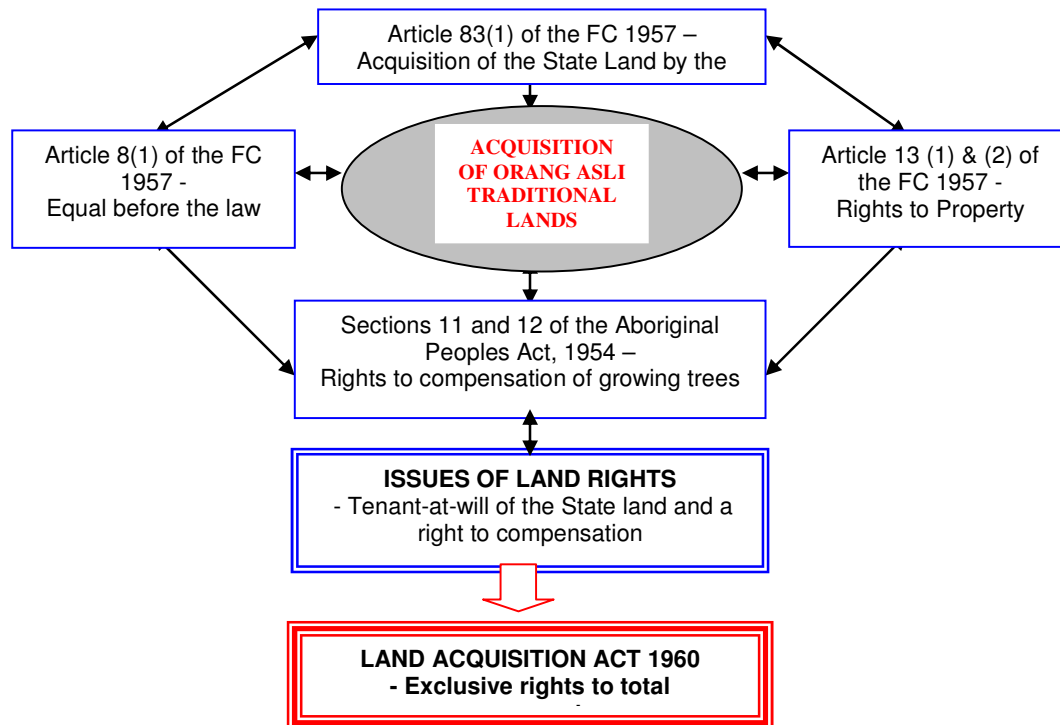 Article 83(1) of the FC 1957 –
Acquisition of the State Land by the
Article 8(1) of the FC
1957 -
Equal before the law
ACQUISITION
OF ORANG ASLI
TRADITIONAL
LANDS
Article 13 (1) & (2) of
the FC 1957 -
Rights to Property
Sections 11 and 12 of the Aboriginal
Peoples Act, 1954 –
Rights to compensation of growing trees
ISSUES OF LAND RIGHTS
- Tenant-at-will of the State land and a
right to compensation
LAND ACQUISITION ACT 1960
- Exclusive rights to total